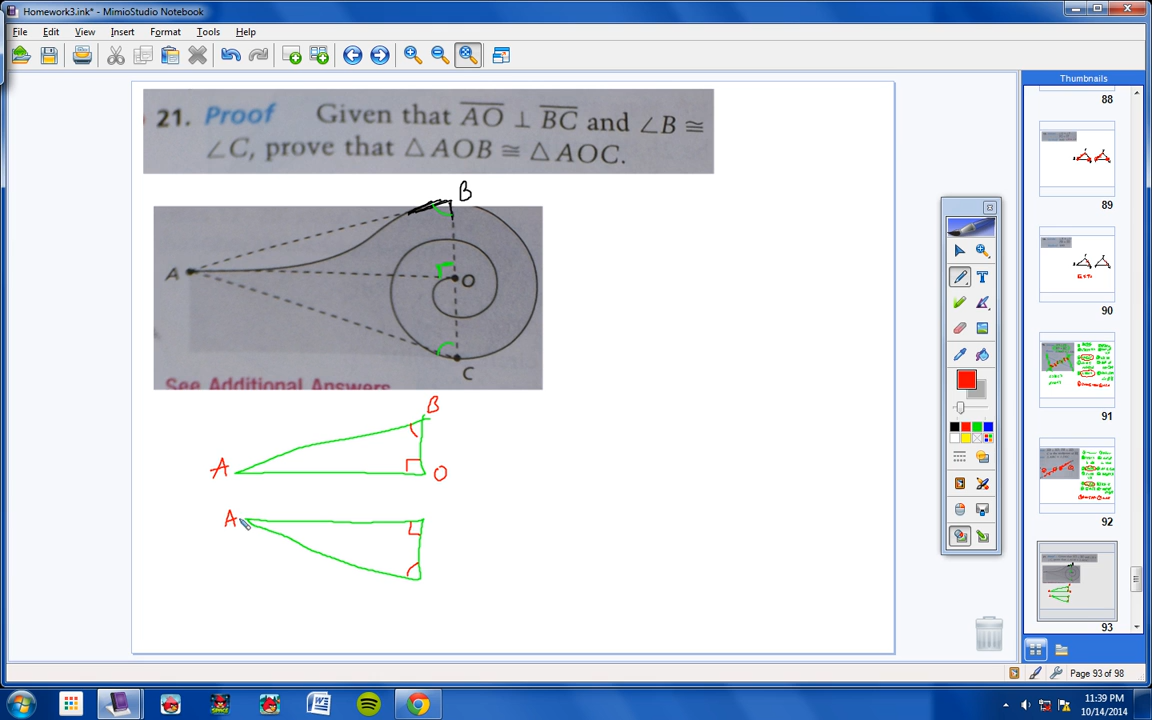 Homework3.ink* - MimioStudio Notebook
File Edit View Insert Format Tools Help
Thumbnails
21. Proof Given that AO ⊥ BC and ∠B ≅
∠C, prove that △AOB ≅ △AOC.
B
A
O
C
See Additional Answers
B
A
O
A
T
88
89
90
91
92
93
Page 93 of 98
11:39 PM
10/14/2014